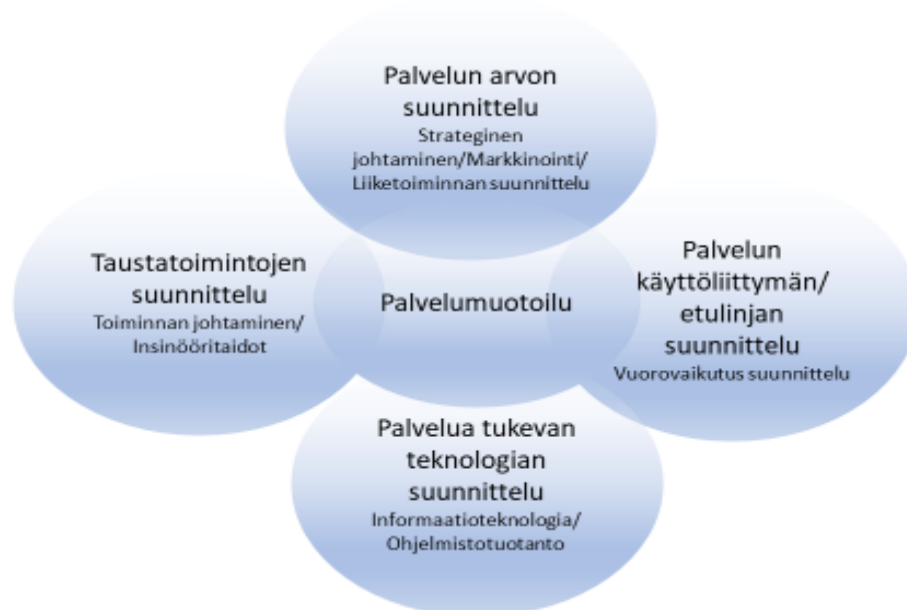 Palvelun arvon
suunnittelu
Strateginen
johtaminen/Markkinointi/
Liiketoiminnan suunnittelu
Taustatoimintojen
suunnittelu
Toiminnan johtaminen/
Insinööritaidot
Palvelumuotoilu
Palvelun
käyttöliittymän/
etulinjan
suunnittelu
Vuorovaikutus suunnittelu
Palvelua tukevan
teknologian
suunnittelu
Informaatioteknologia/
Ohjelmistotuotanto